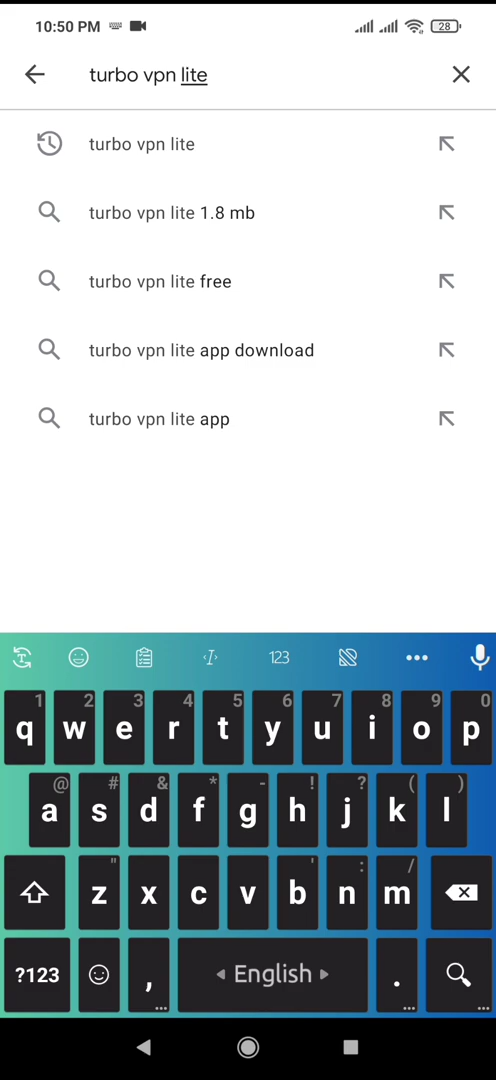 10:50 PM 28
turbo vpn lite
turbo vpn lite
turbo vpn lite 1.8 mb
turbo vpn lite free
turbo vpn lite app download
turbo vpn lite app
T I 123
1 2 3 4 5 6 7 8 9 0
q w e r t y u i o p
@ # & * - ! ? ( )
a s d f g h j k l
" ' : /
z x c v b n m
?123 , English .